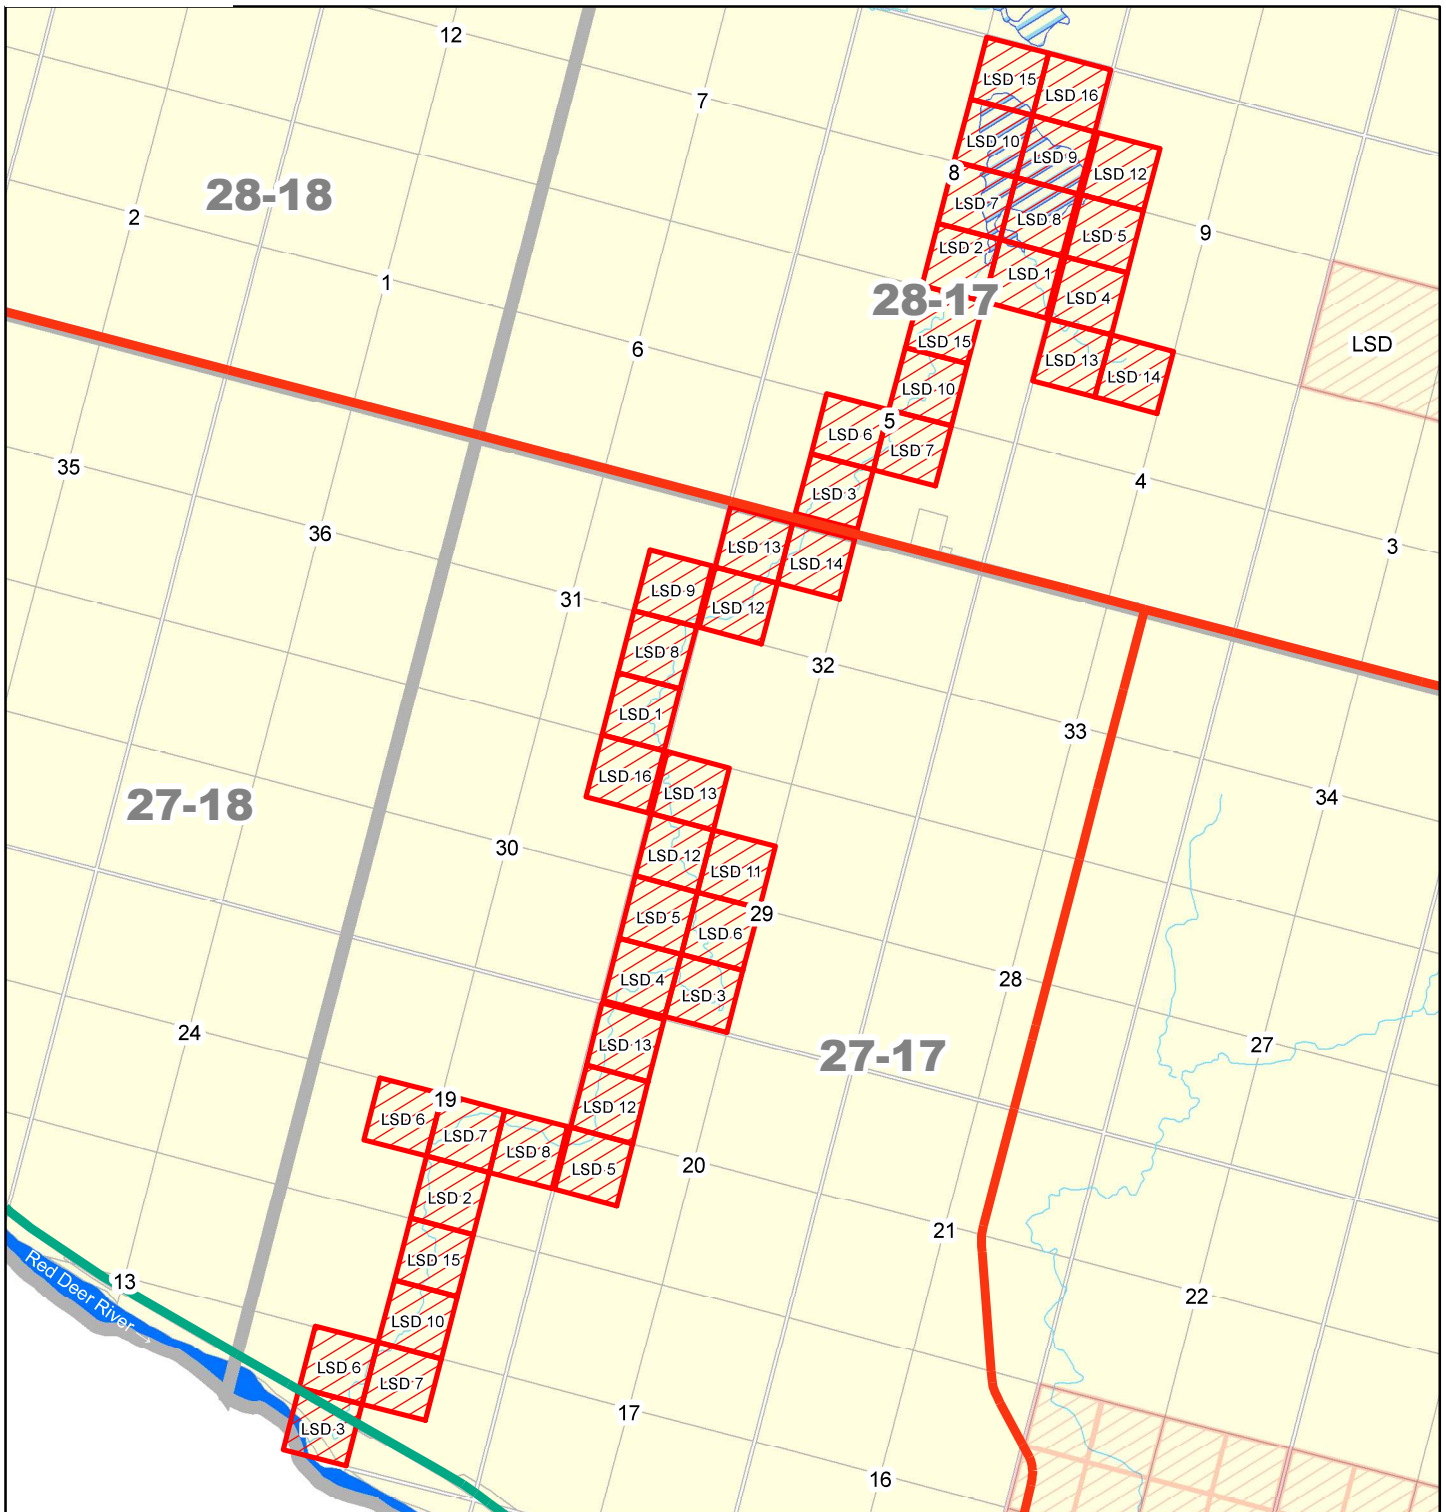 12
7
LSD 15
LSD 16
LSD 10
LSD 9
LSD 12
8
28-18
2
LSD 7
LSD 8
LSD 5
9
LSD 2
LSD 1
LSD 4
1
28-17
6
LSD 15
LSD
LSD 13
LSD 14
LSD 10
5
LSD 6
LSD 7
35
4
LSD 3
36
LSD 13
3
LSD 14
31
LSD 9
LSD 12
32
LSD 8
LSD 1
33
LSD 16
LSD 13
34
27-18
30
LSD 12
LSD 11
29
LSD 5
LSD 6
LSD 4
28
LSD 3
24
LSD 13
27-17
27
19
LSD 6
LSD 12
LSD 7
LSD 8
LSD 5
20
LSD 2
21
LSD 15
13
Red Deer River →
22
LSD 10
LSD 6
LSD 7
17
LSD 3
16